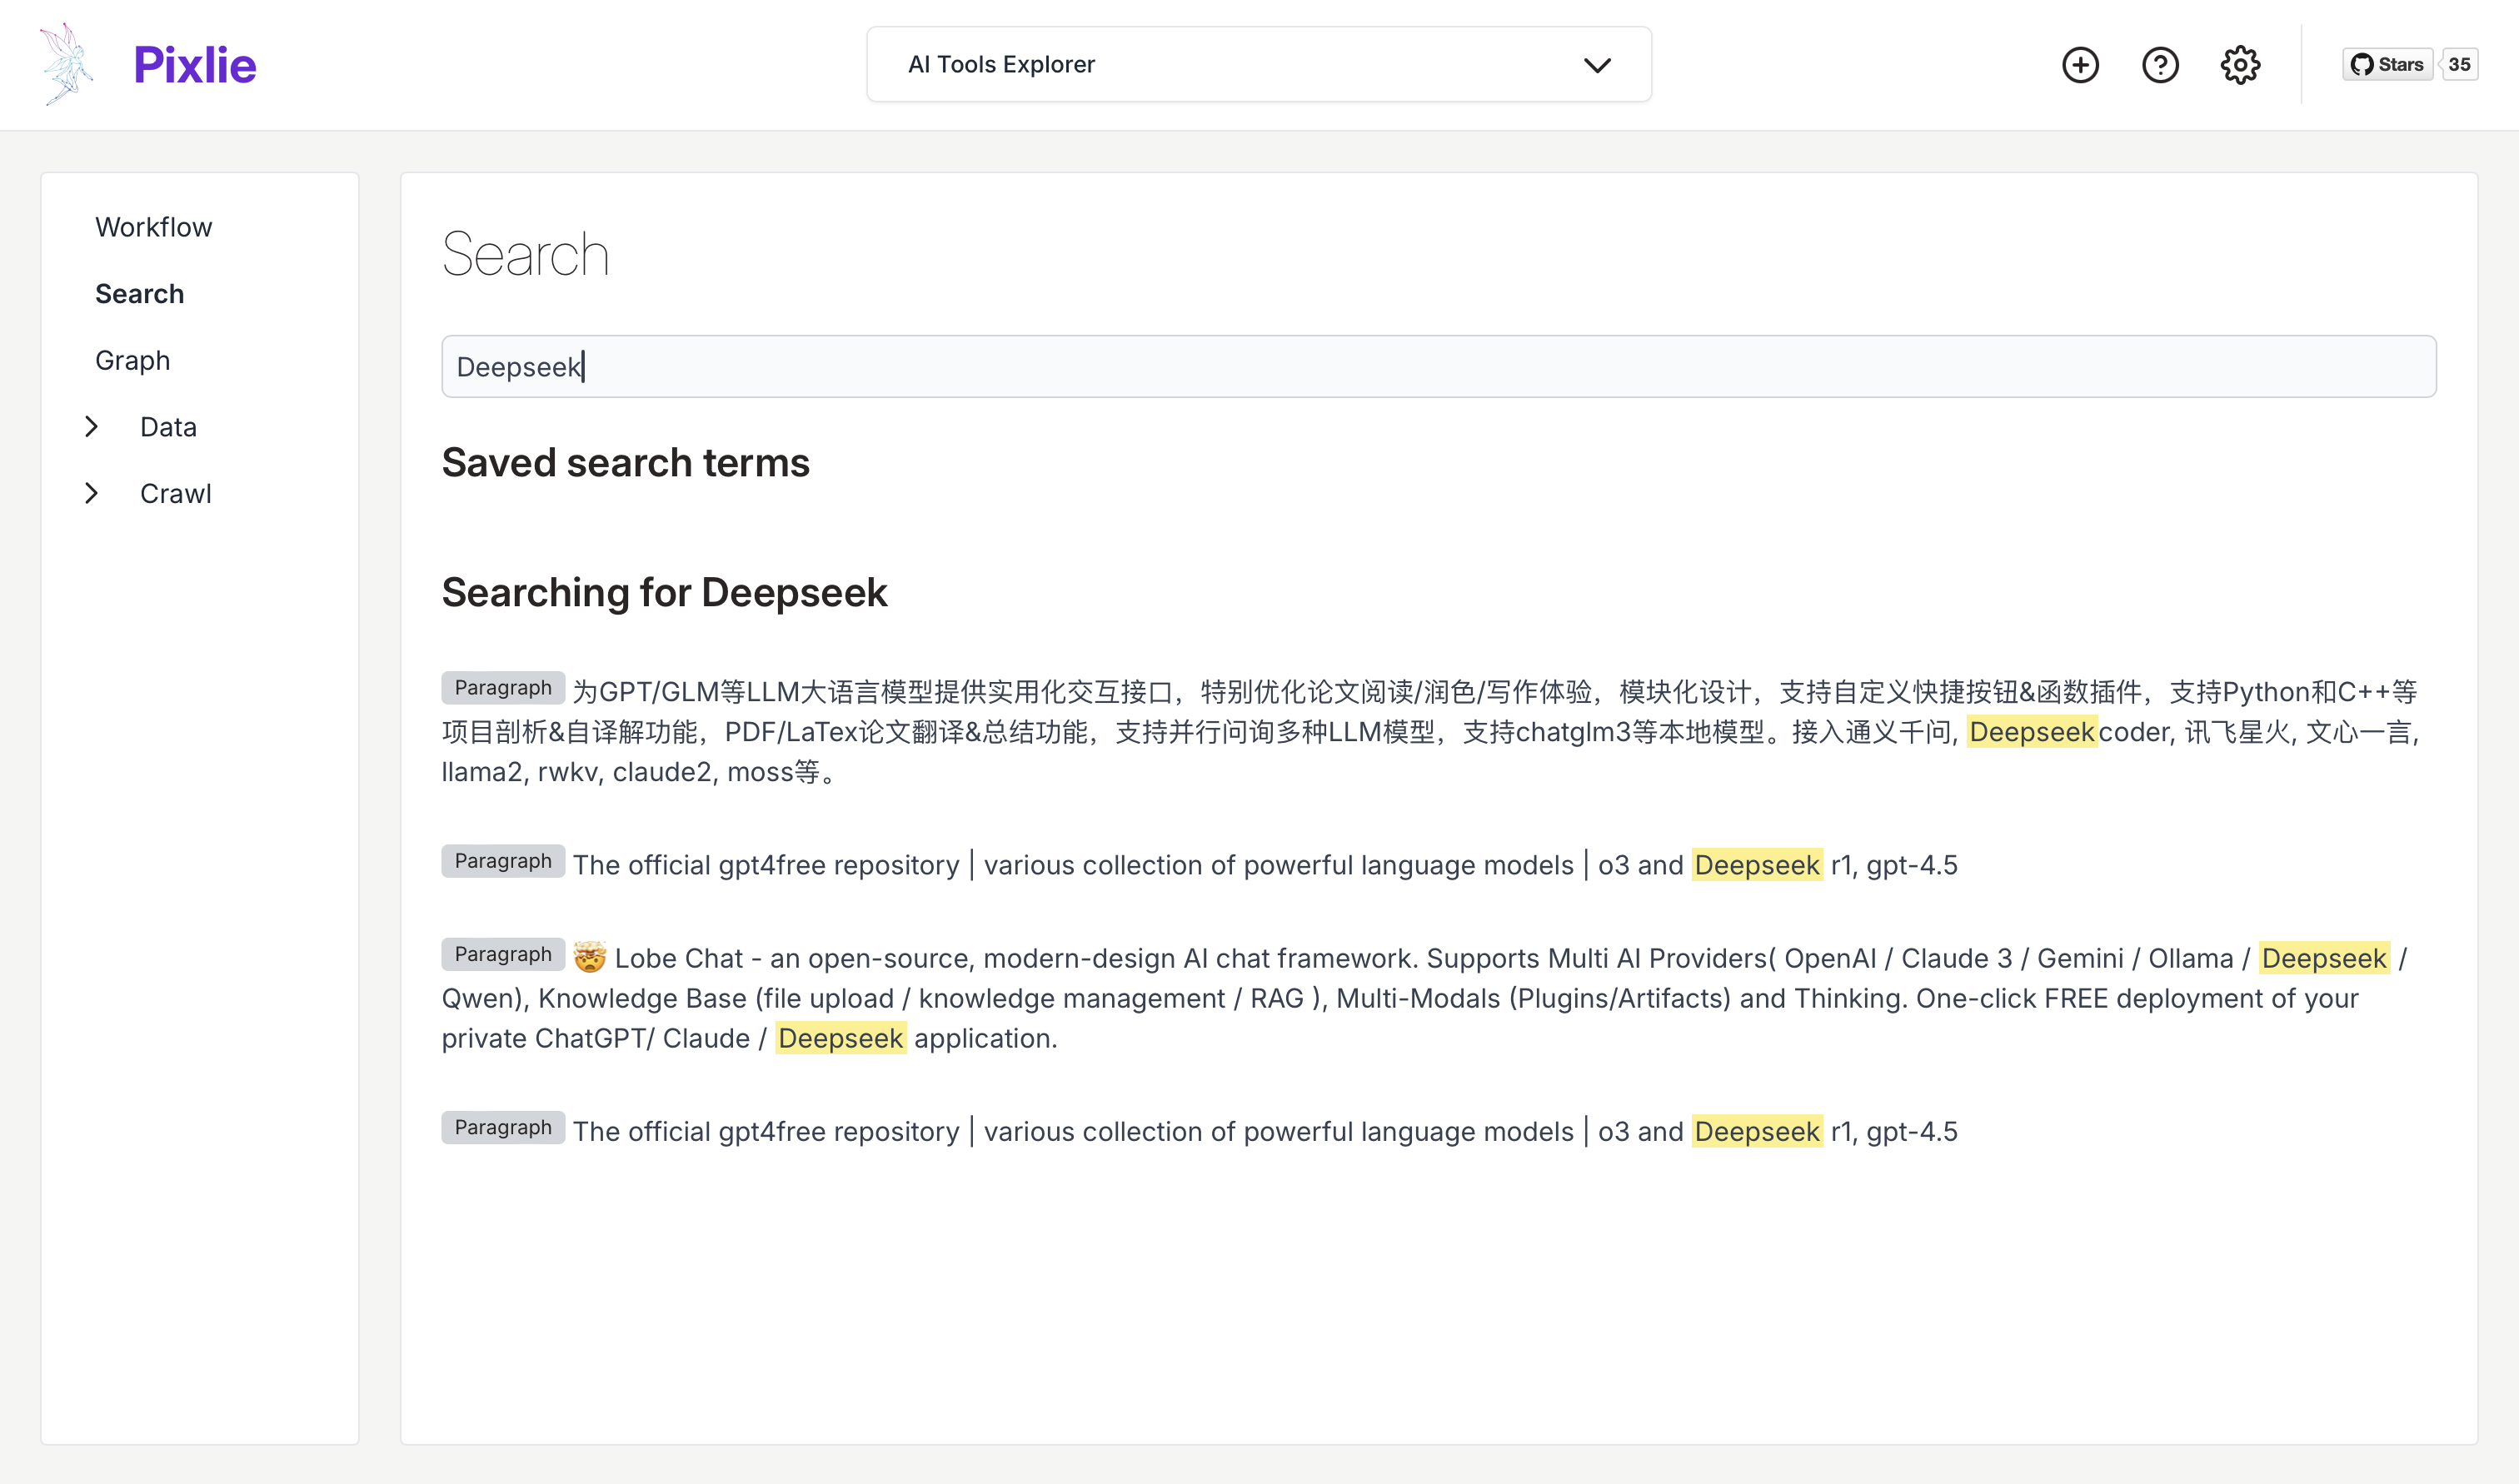 Pixlie
AI Tools Explorer
Stars
35
Workflow
Search
Graph
Data
Crawl
Search
Deepseek
Saved search terms
Searching for Deepseek
Paragraph 为GPT/GLM等LLM大语言模型提供实用化交互接口，特别优化论文阅读/润色/写作体验，模块化设计，支持自定义快捷按钮&函数插件，支持Python和C++等
项目剖析&自译解功能，PDF/LaTex论文翻译&总结功能，支持并行问询多种LLM模型，支持chatglm3等本地模型。接入通义千问, Deepseekcoder, 讯飞星火, 文心一言,
llama2, rwkv, claude2, moss等。
Paragraph The official gpt4free repository | various collection of powerful language models | o3 and Deepseek r1, gpt-4.5
Paragraph 🤯 Lobe Chat - an open-source, modern-design AI chat framework. Supports Multi AI Providers( OpenAI / Claude 3 / Gemini / Ollama / Deepseek /
Qwen), Knowledge Base (file upload / knowledge management / RAG ), Multi-Modals (Plugins/Artifacts) and Thinking. One-click FREE deployment of your
private ChatGPT/ Claude / Deepseek application.
Paragraph The official gpt4free repository | various collection of powerful language models | o3 and Deepseek r1, gpt-4.5